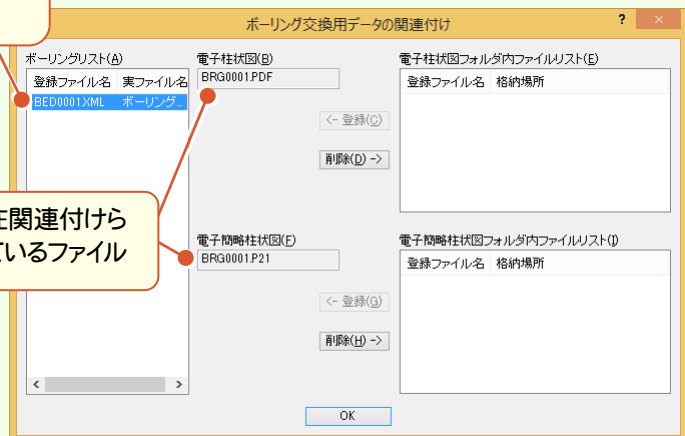 ボーリング交換用データの関連付け ? ×
ボーリングリスト(A)
登録ファイル名 実ファイル名
BED0001.XML ボーリング...
電子柱状図(B)
BRG0001.PDF
<- 登録(C)
削除(D) ->
電子柱状図フォルダ内ファイルリスト(E)
登録ファイル名 格納場所
在関連付けら
ているファイル
電子簡略柱状図(F)
BRG0001.P21
<- 登録(G)
削除(H) ->
電子簡略柱状図フォルダ内ファイルリスト(I)
登録ファイル名 格納場所
OK